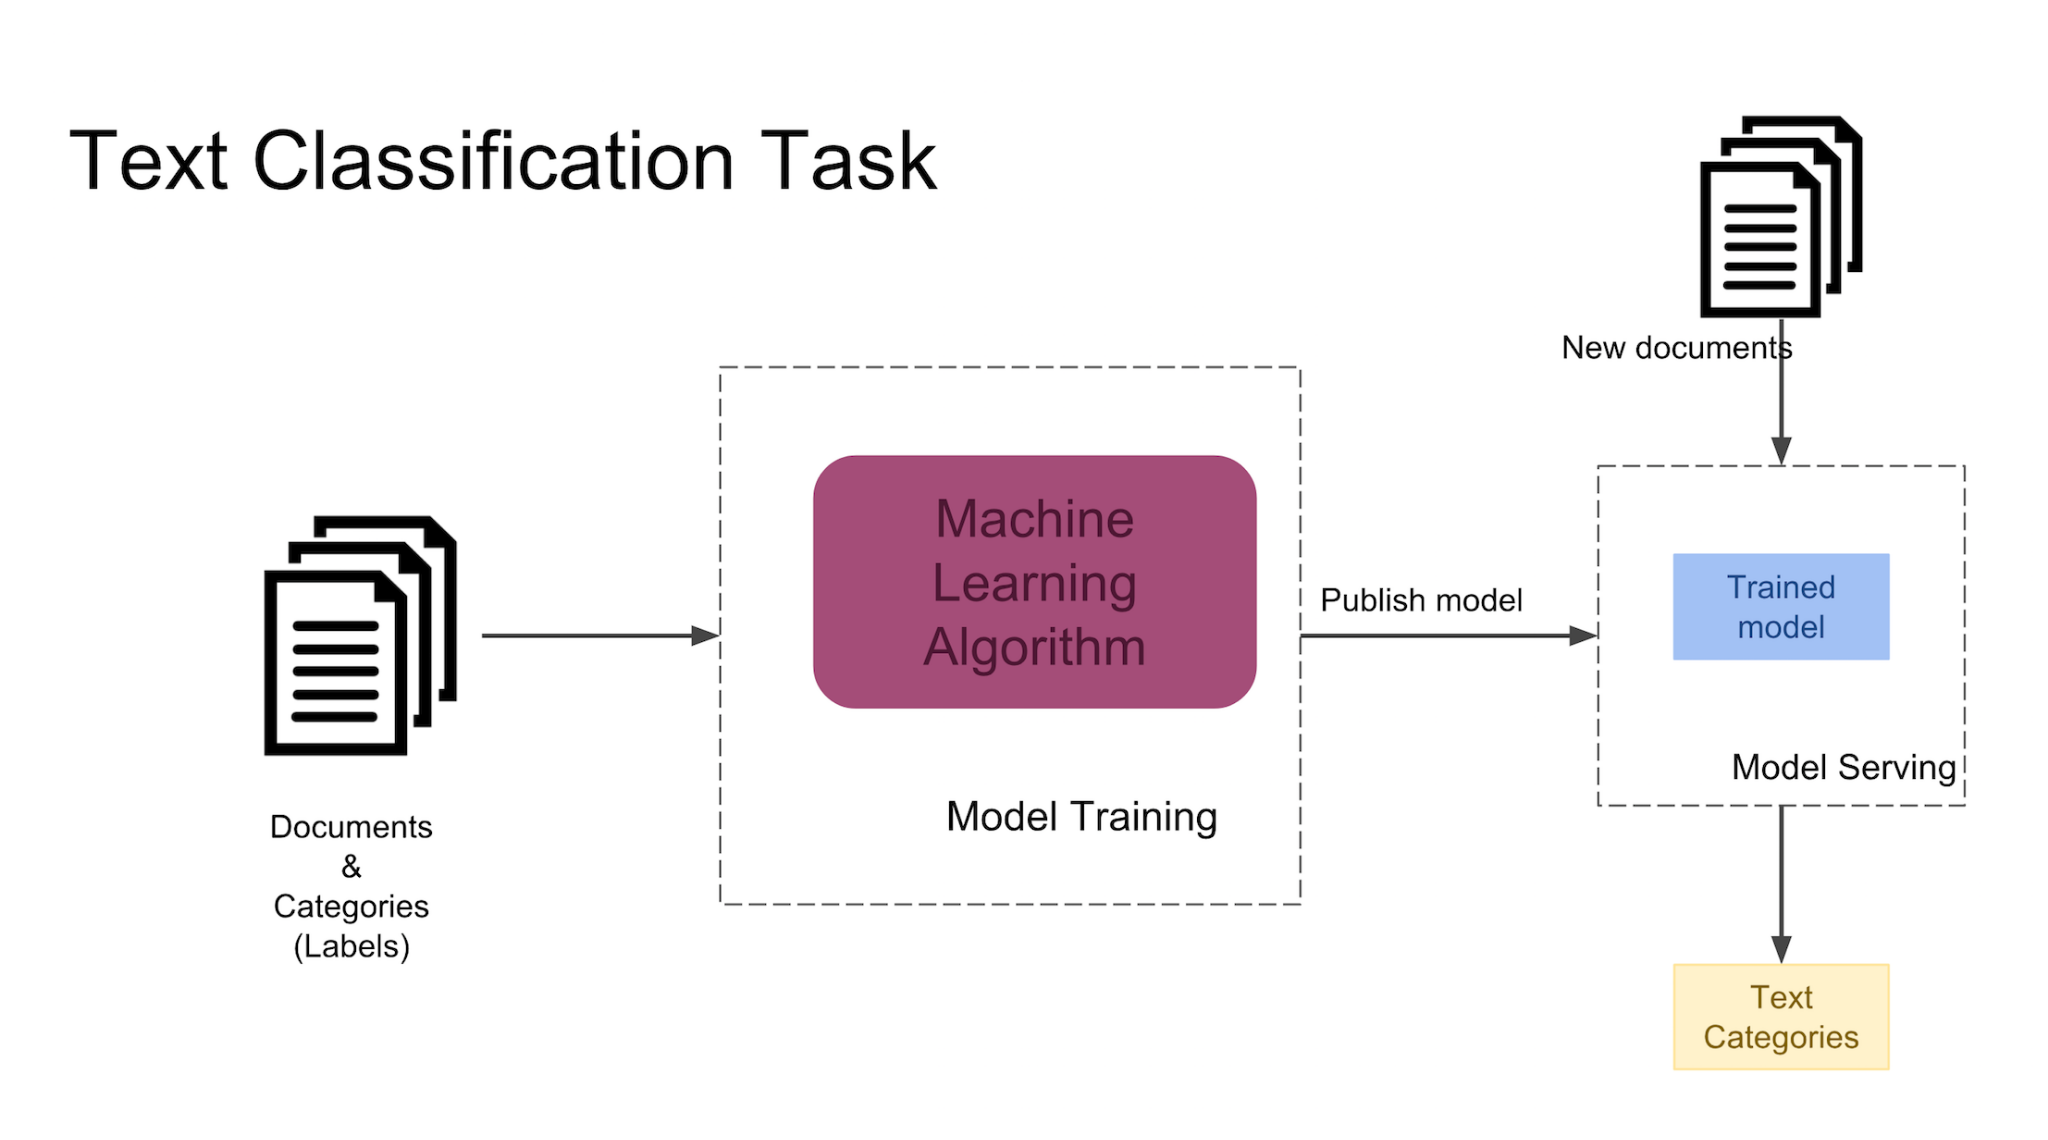 Text Classification Task
New documents
Machine
Learning
Algorithm
Publish model
Trained
model
Model Serving
Model Training
Documents
&
Categories
(Labels)
Text
Categories